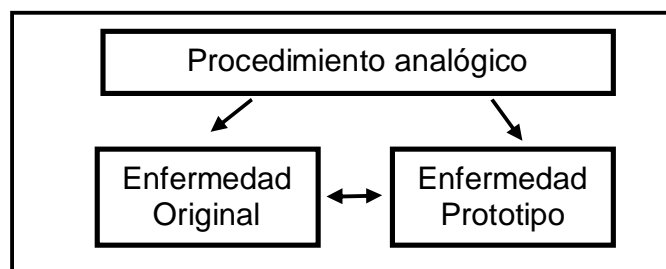 Procedimiento analógico
Enfermedad
Original
Enfermedad
Prototipo